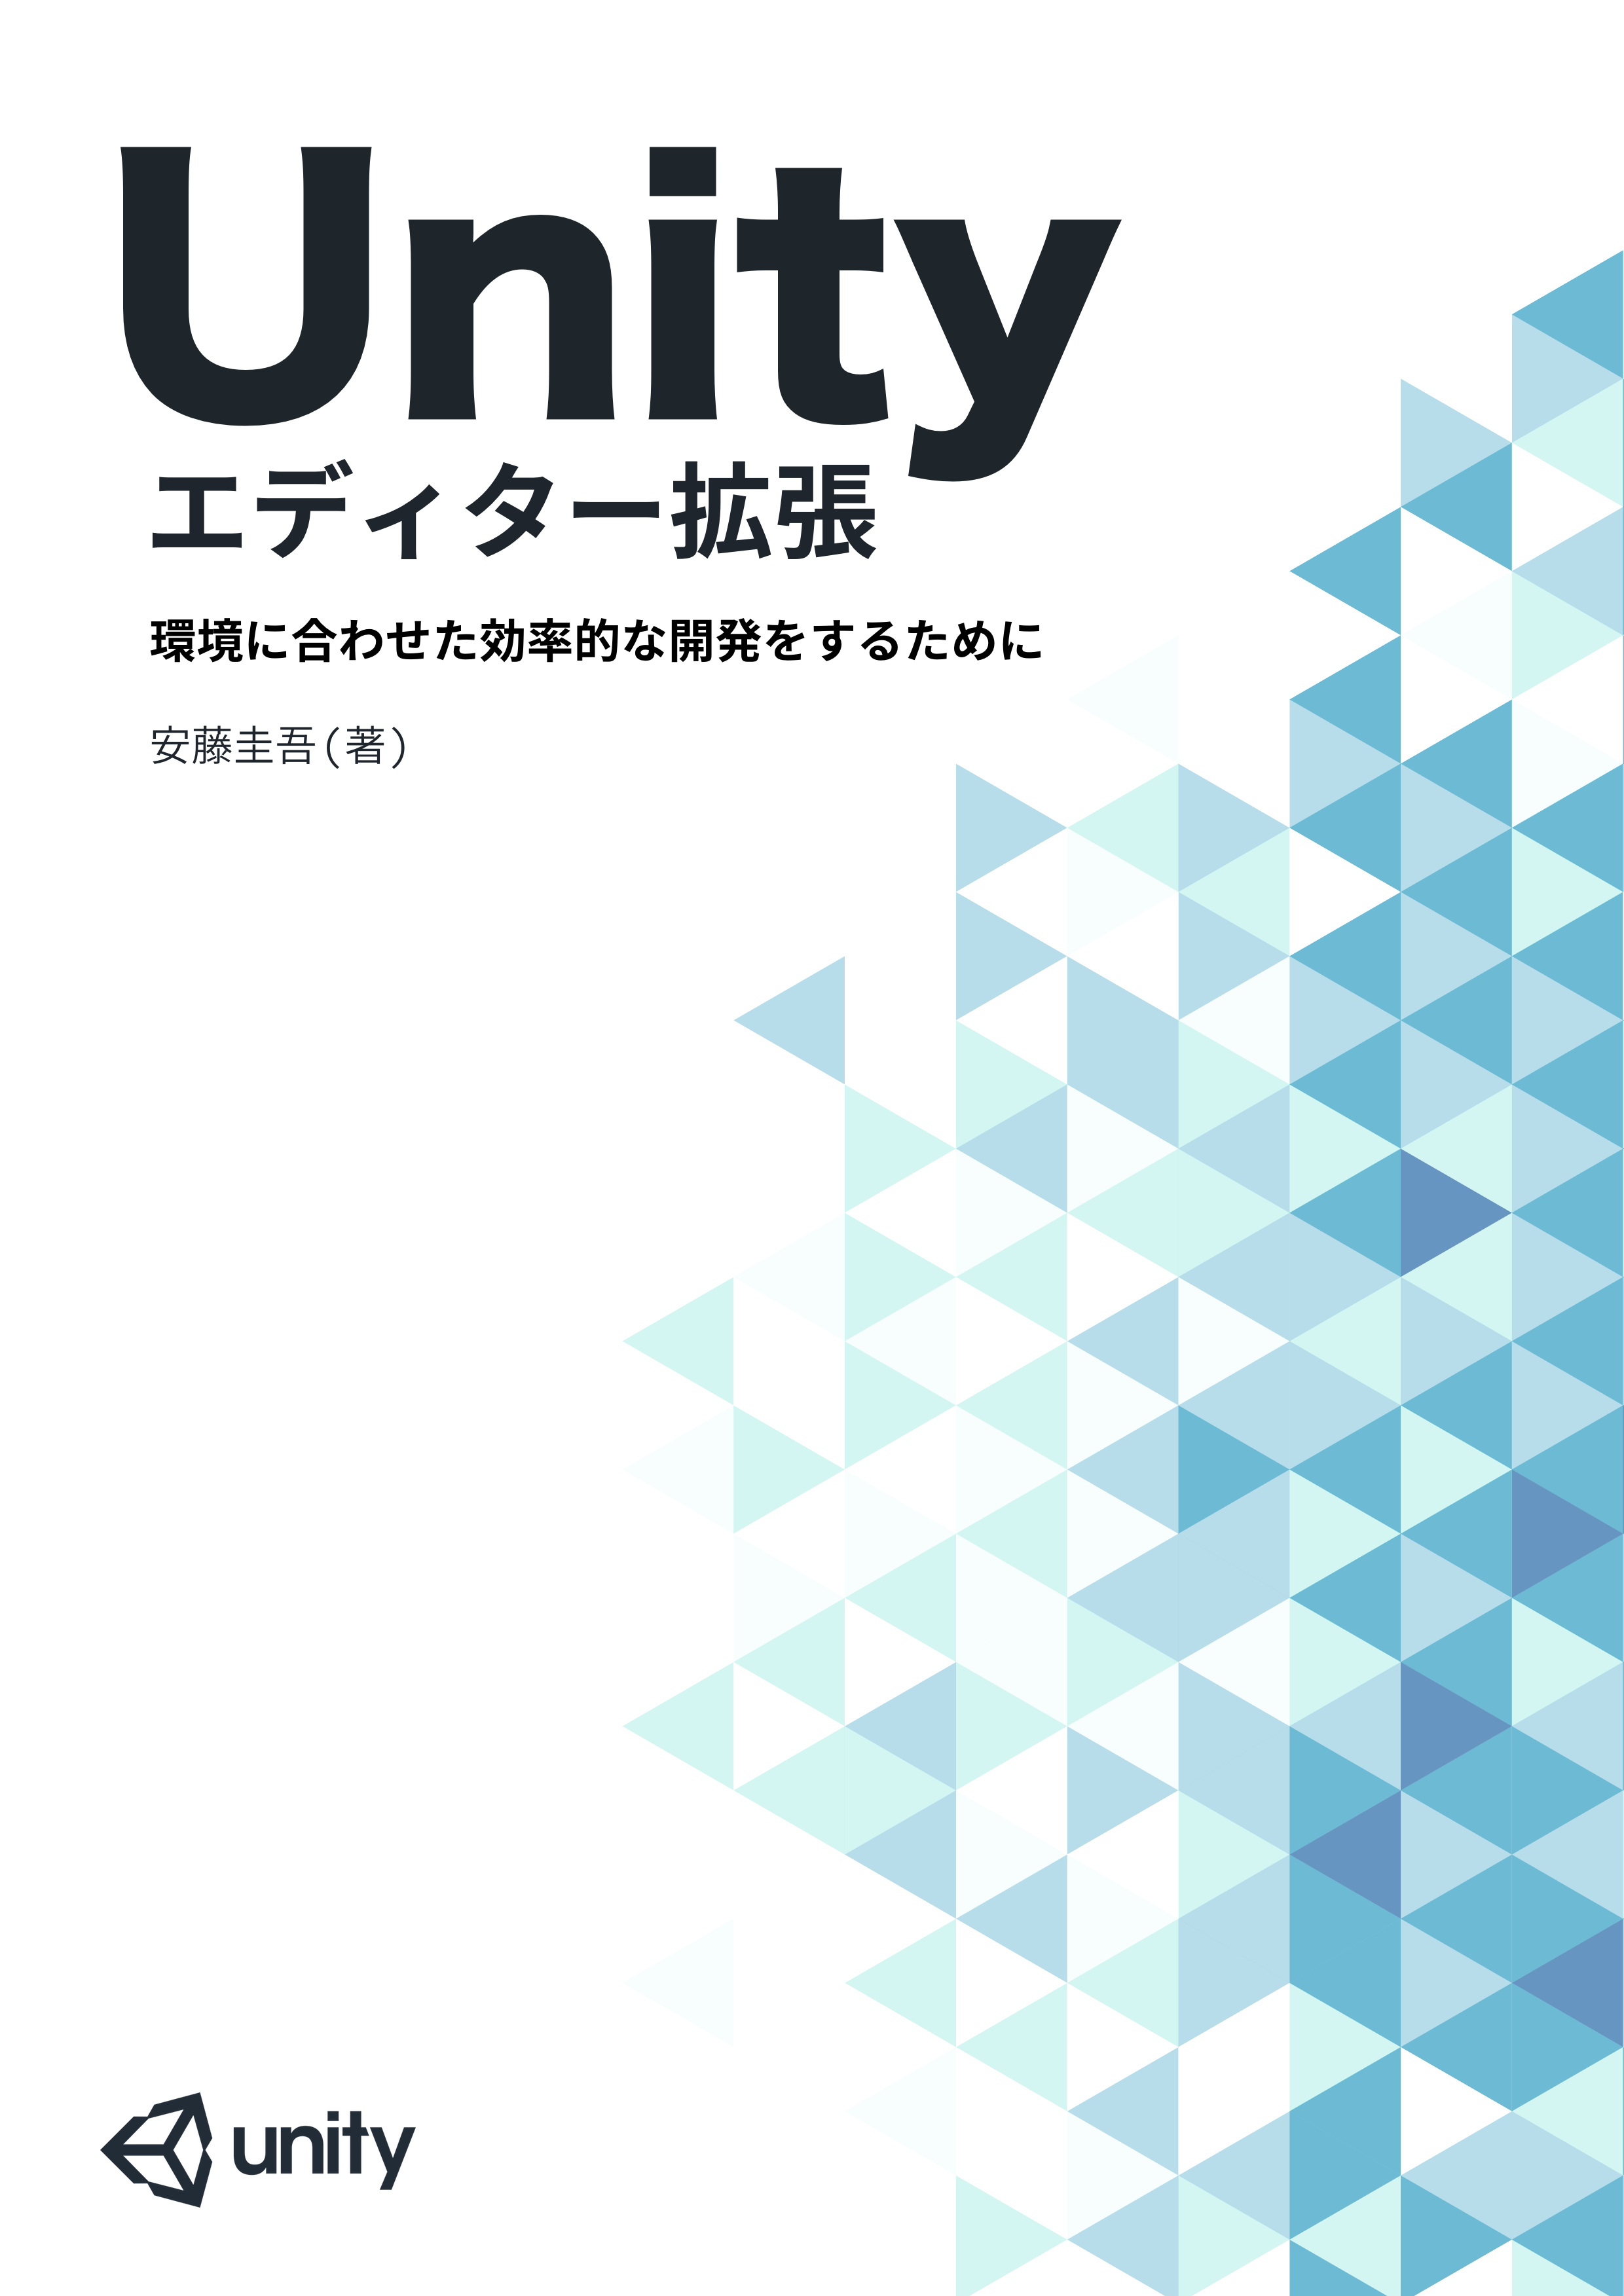 Unity
エディター拡張
環境に合わせた効率的な開発をするために
安藤圭吾(著)
unity